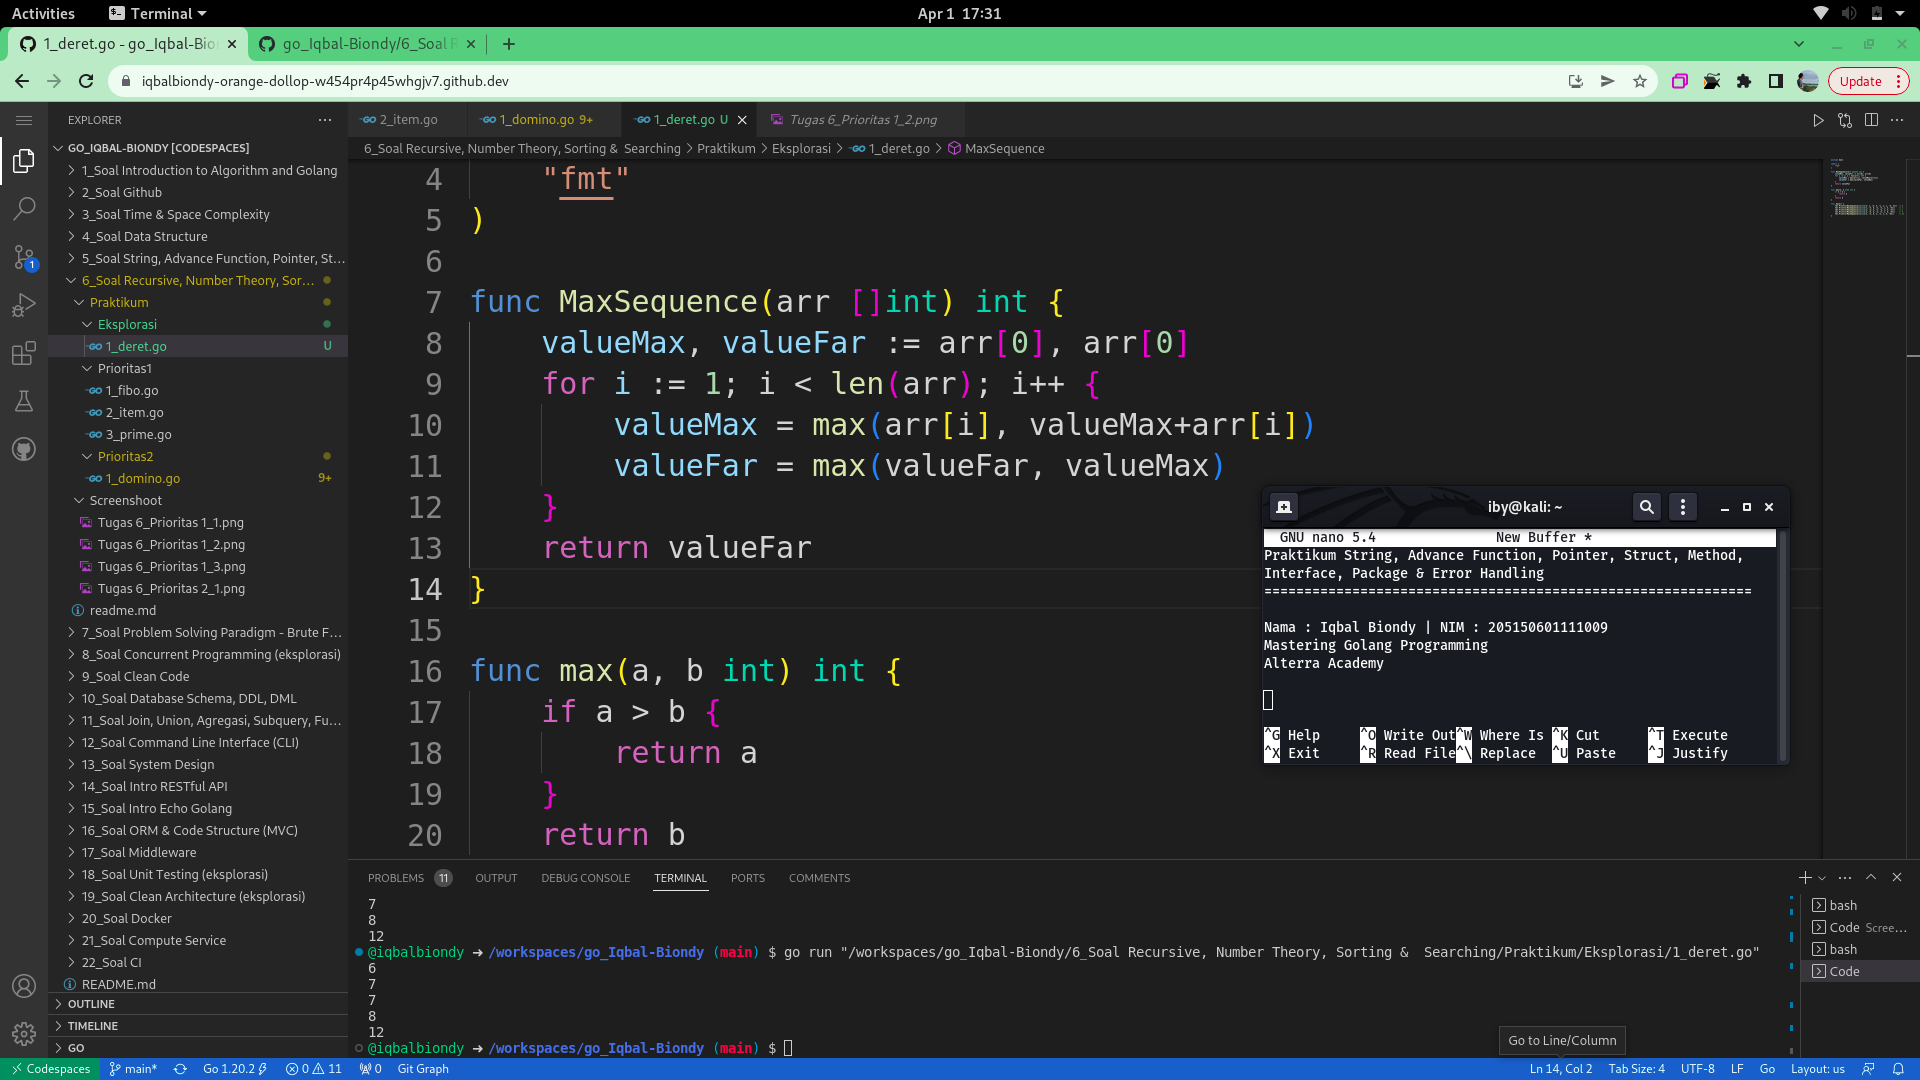 Activities Terminal Apr 1 17:31
1_deret.go - go_Iqbal-Bion go_Iqbal-Biondy/6_Soal R
iqbalbiondy-orange-dollop-w454pr4p45whgjv7.github.dev Update
EXPLORER
GO_IQBAL-BIONDY [CODESPACES]
1_Soal Introduction to Algorithm and Golang
2_Soal Github
3_Soal Time & Space Complexity
4_Soal Data Structure
5_Soal String, Advance Function, Pointer, St...
6_Soal Recursive, Number Theory, Sor...
Praktikum
Eksplorasi
1_deret.go U
Prioritas1
1_fibo.go
2_item.go
3_prime.go
Prioritas2
1_domino.go 9+
Screenshoot
Tugas 6_Prioritas 1_1.png
Tugas 6_Prioritas 1_2.png
Tugas 6_Prioritas 1_3.png
Tugas 6_Prioritas 2_1.png
readme.md
7_Soal Problem Solving Paradigm - Brute F...
8_Soal Concurrent Programming (eksplorasi)
9_Soal Clean Code
10_Soal Database Schema, DDL, DML
11_Soal Join, Union, Agregasi, Subquery, Fu...
12_Soal Command Line Interface (CLI)
13_Soal System Design
14_Soal Intro RESTful API
15_Soal Intro Echo Golang
16_Soal ORM & Code Structure (MVC)
17_Soal Middleware
18_Soal Unit Testing (eksplorasi)
19_Soal Clean Architecture (eksplorasi)
20_Soal Docker
21_Soal Compute Service
22_Soal CI
README.md
OUTLINE
TIMELINE
GO
1
2_item.go 1_domino.go 9+ 1_deret.go U Tugas 6_Prioritas 1_2.png
6_Soal Recursive, Number Theory, Sorting & Searching > Praktikum > Eksplorasi > 1_deret.go > MaxSequence
4 "fmt"
5 )
6
7 func MaxSequence(arr []int) int {
8 valueMax, valueFar := arr[0], arr[0]
9 for i := 1; i < len(arr); i++ {
10 valueMax = max(arr[i], valueMax+arr[i])
11 valueFar = max(valueFar, valueMax)
12 }
13 return valueFar
14 }
15
16 func max(a, b int) int {
17 if a > b {
18 return a
19 }
20 return b
iby@kali: ~
GNU nano 5.4 New Buffer *
Praktikum String, Advance Function, Pointer, Struct, Method,
Interface, Package & Error Handling
=============================================================
Nama : Iqbal Biondy | NIM : 205150601111009
Mastering Golang Programming
Alterra Academy
^G Help ^O Write Out ^W Where Is ^K Cut ^T Execute
^X Exit ^R Read File ^\ Replace ^U Paste ^J Justify
PROBLEMS 11 OUTPUT DEBUG CONSOLE TERMINAL PORTS COMMENTS
7
8
12
@iqbalbiondy ➜ /workspaces/go_Iqbal-Biondy (main) $ go run "/workspaces/go_Iqbal-Biondy/6_Soal Recursive, Number Theory, Sorting &  Searching/Praktikum/Eksplorasi/1_deret.go"
6
7
7
8
12
@iqbalbiondy ➜ /workspaces/go_Iqbal-Biondy (main) $
bash
Code Scree...
bash
Code
Go to Line/Column
Codespaces main* Go 1.20.2 0 11 0 Git Graph Ln 14, Col 2 Tab Size: 4 UTF-8 LF Go Layout: us